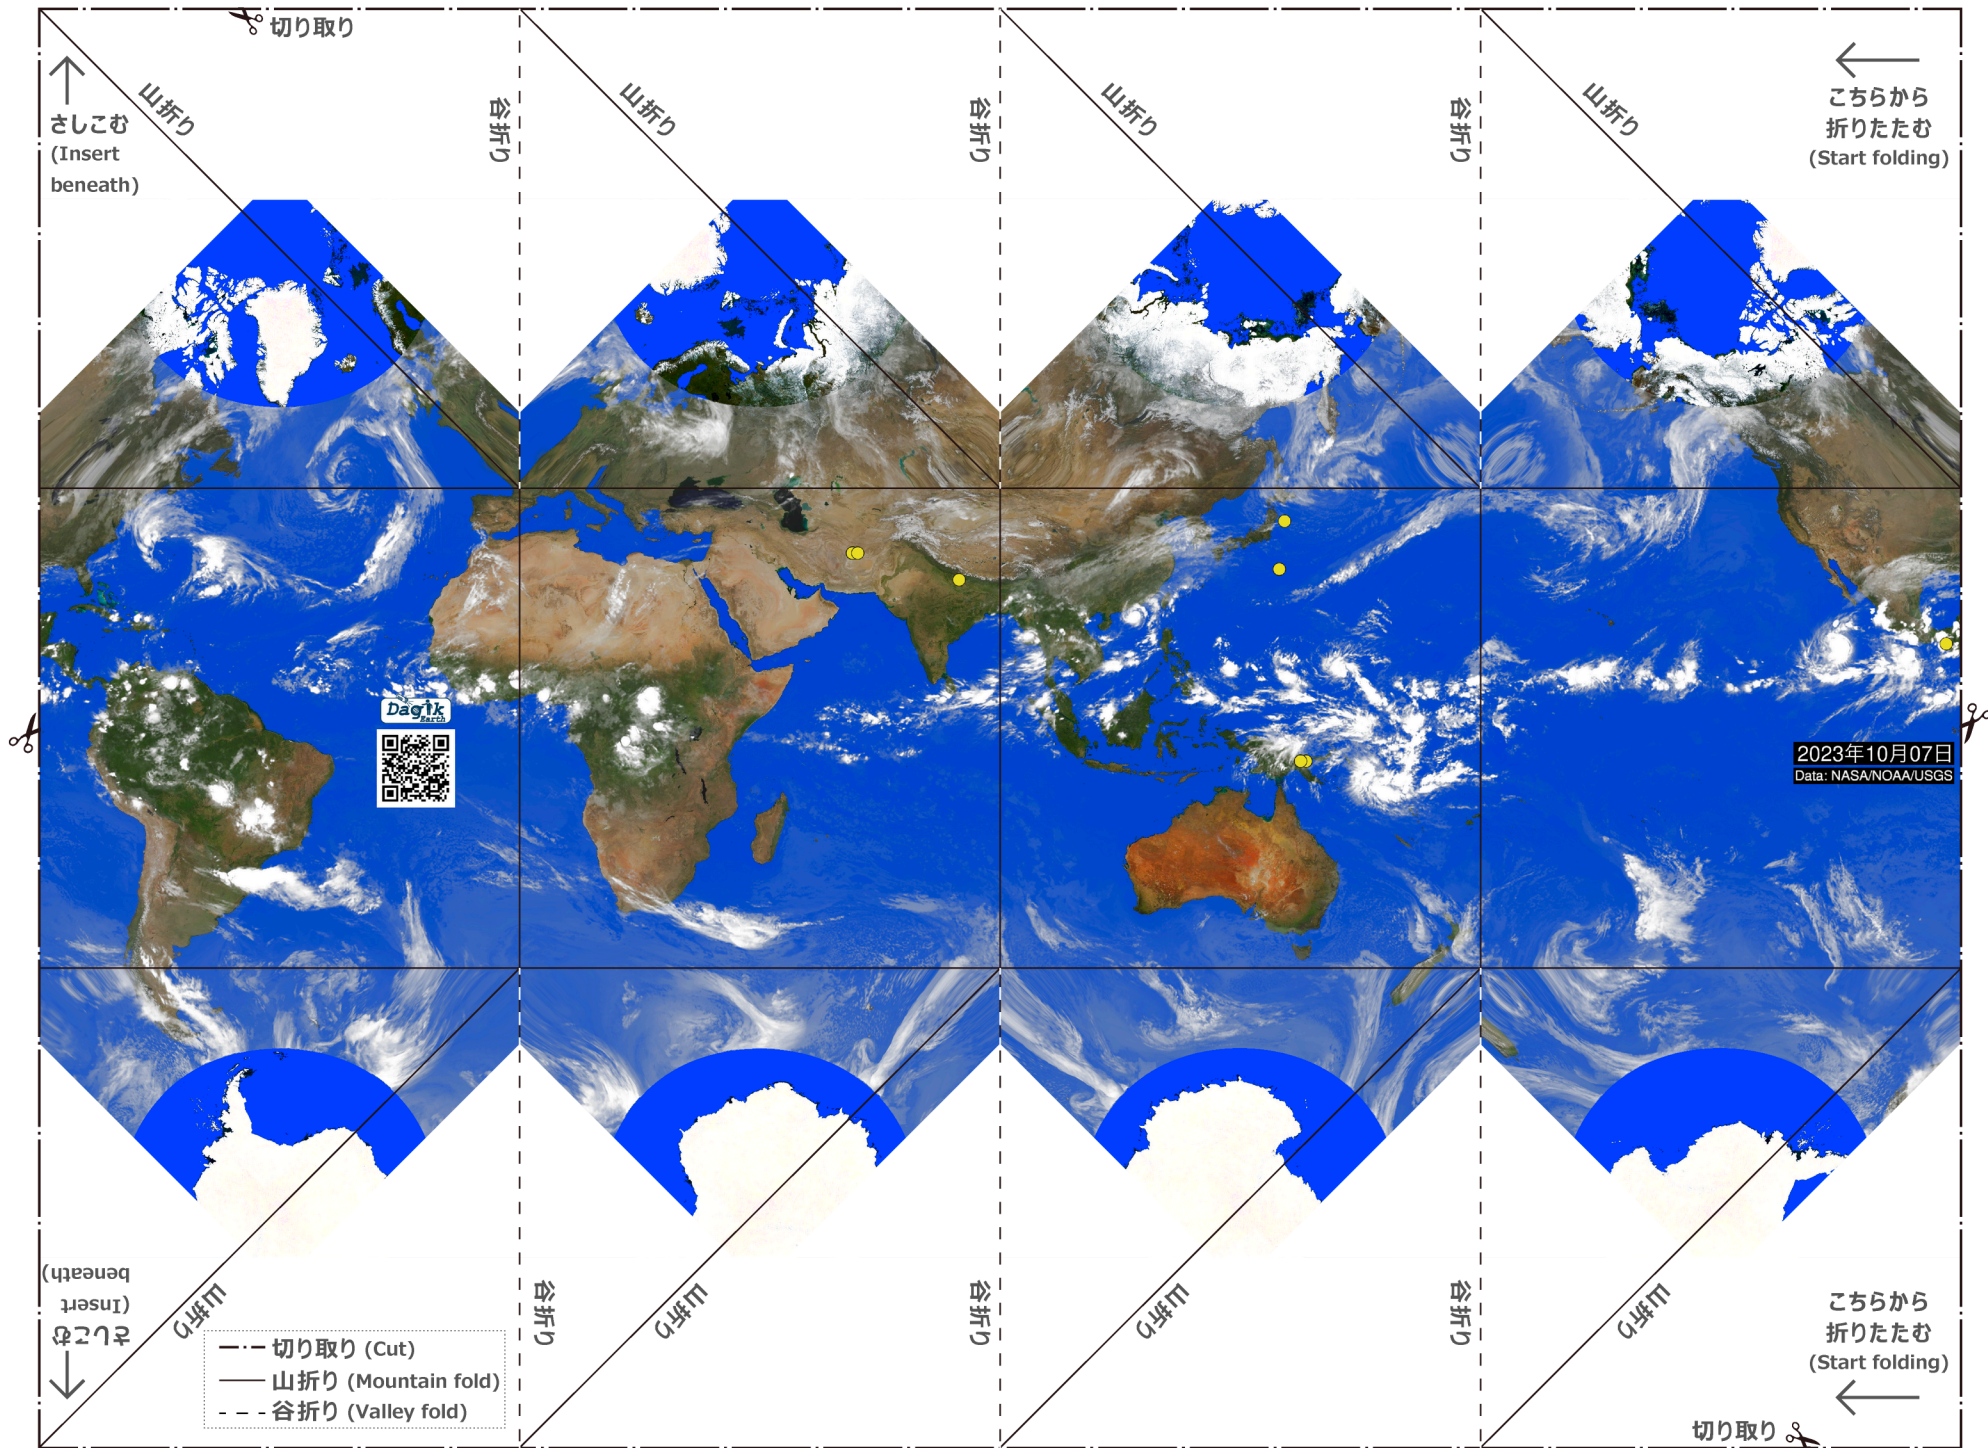 切り取り
さしこむ
(Insert
beneath)
山折り
谷折り
山折り
谷折り
山折り
谷折り
山折り
こちらから
折りたたむ
(Start folding)
Dagik
Earth
2023年10月07日
Data: NASA/NOAA/USGS
さしこむ
(Insert
beneath)
山折り
谷折り
山折り
谷折り
山折り
谷折り
山折り
こちらから
折りたたむ
(Start folding)
切り取り (Cut)
山折り (Mountain fold)
谷折り (Valley fold)
切り取り